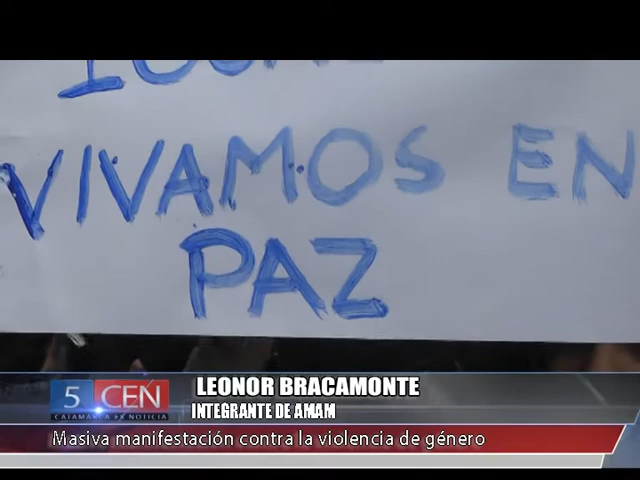 VIVAMOS EN
PAZ
5 CEN
CATAMARCA EN NOTICIA
LEONOR BRACAMONTE
INTEGRANTE DE AMAM
Masiva manifestación contra la violencia de género